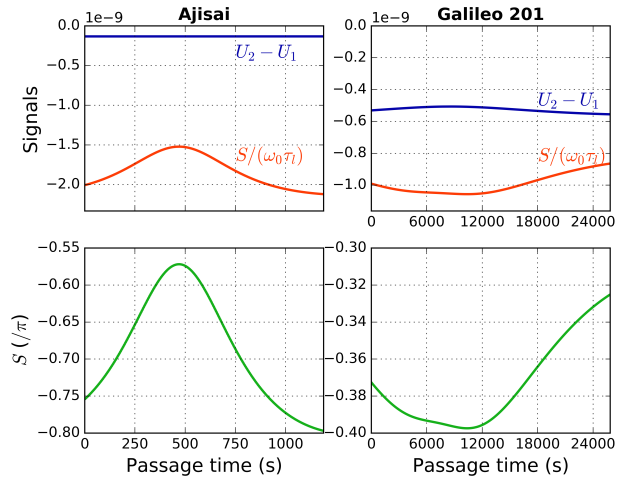 Ajisai
Galileo 201
1e−9
1e−9
0.0
−0.5
−1.0
−1.5
−2.0
Signals
U₂ − U₁
S/(ω₀τₗ)
0.0
−0.2
−0.4
−0.6
−0.8
−1.0
U₂ − U₁
S/(ω₀τₗ)
0 6000 12000 18000 24000
−0.55
−0.60
−0.65
−0.70
−0.75
−0.80
S (/π)
0 250 500 750 1000
Passage time (s)
−0.30
−0.32
−0.34
−0.36
−0.38
−0.40
0 6000 12000 18000 24000
Passage time (s)